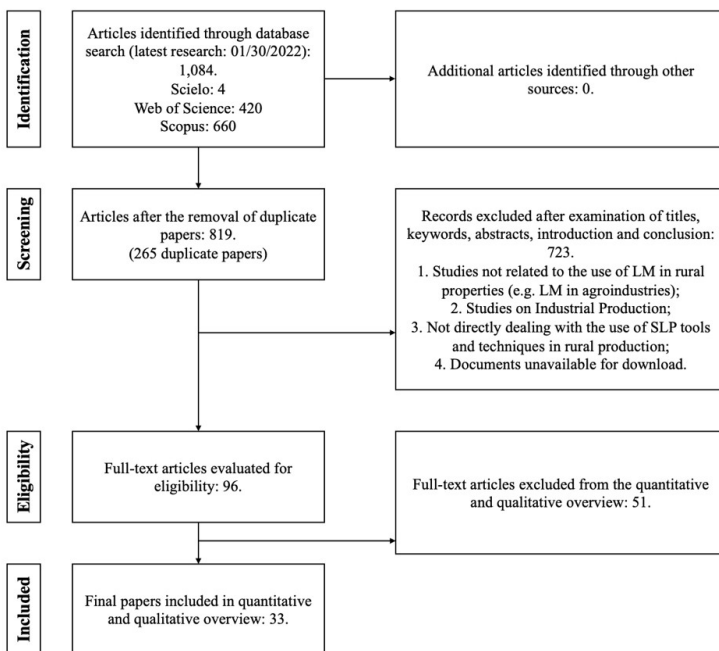 Identification
Articles identified through database
search (latest research: 01/30/2022):
1,084.
Scielo: 4
Web of Science: 420
Scopus: 660
Additional articles identified through other
sources: 0.
Screening
Articles after the removal of duplicate
papers: 819.
(265 duplicate papers)
Records excluded after examination of titles,
keywords, abstracts, introduction and conclusion:
723.
1. Studies not related to the use of LM in rural
properties (e.g. LM in agroindustries);
2. Studies on Industrial Production;
3. Not directly dealing with the use of SLP tools
and techniques in rural production;
4. Documents unavailable for download.
Eligibility
Full-text articles evaluated for
eligibility: 96.
Full-text articles excluded from the quantitative
and qualitative overview: 51.
Included
Final papers included in quantitative
and qualitative overview: 33.